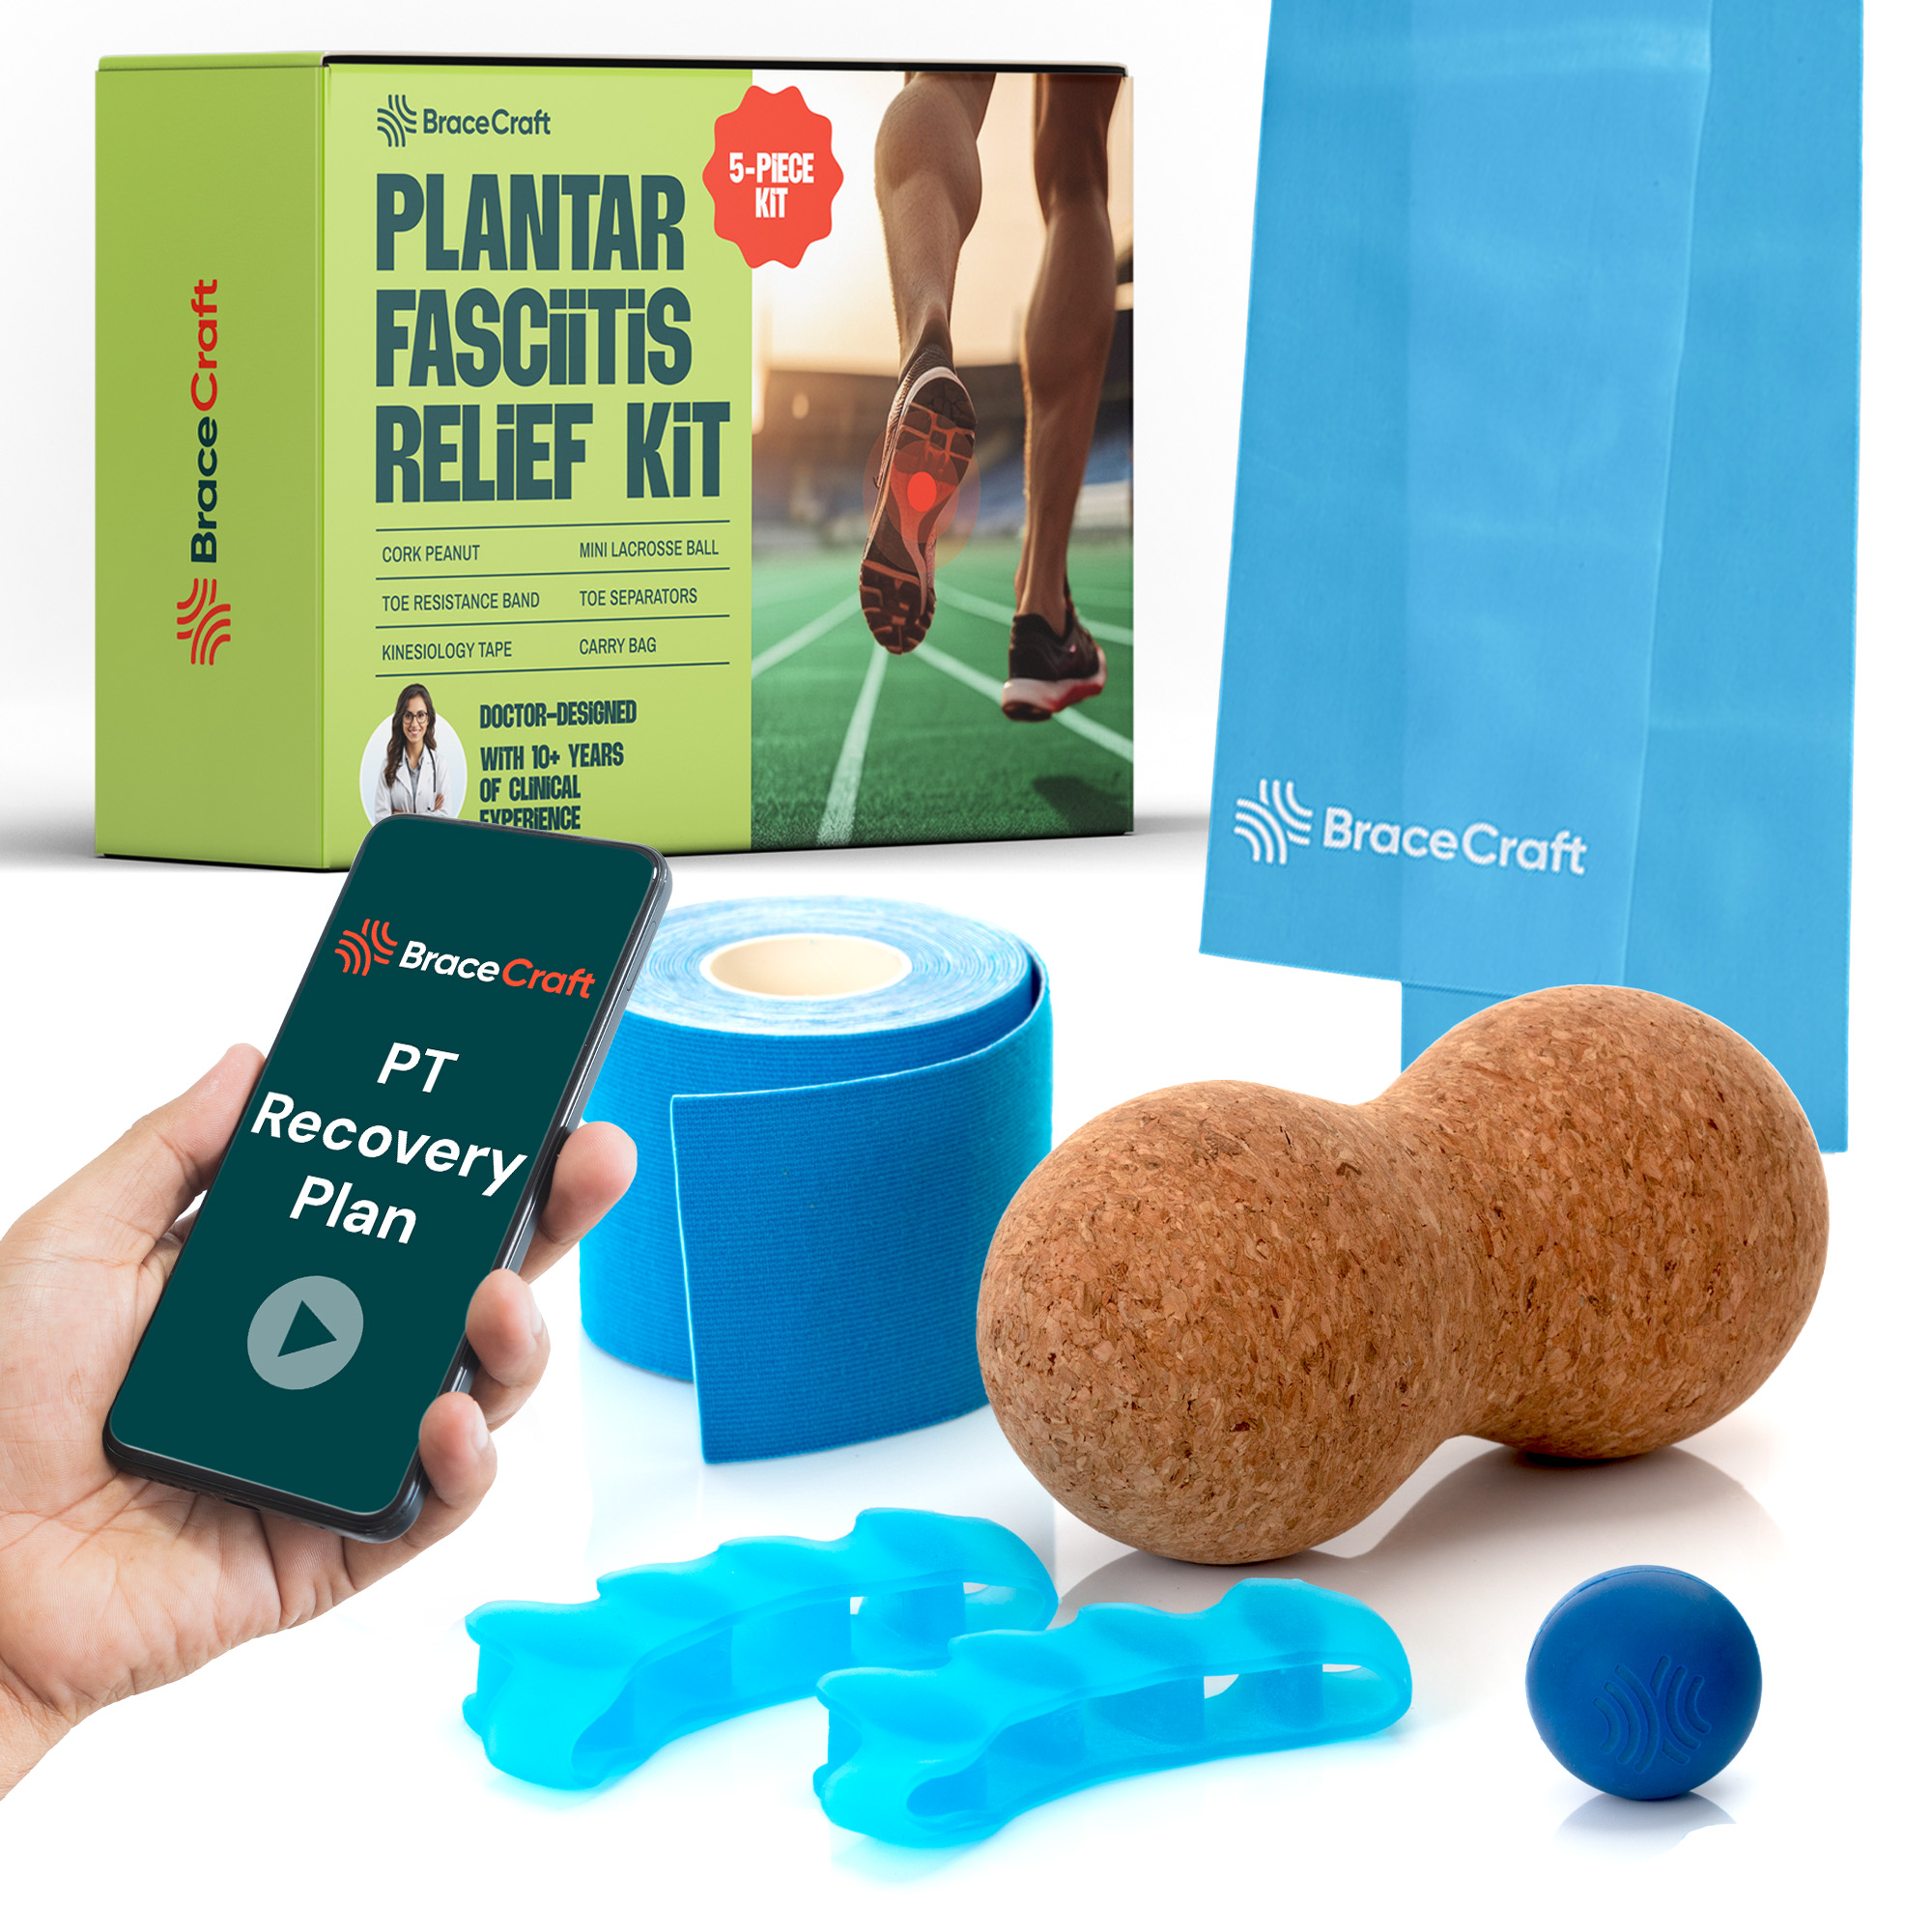 BraceCraft
PLANTAR
FASCIITIS
RELIEF KIT
5-PIECE
KIT
CORK PEANUT
MINI LACROSSE BALL
TOE RESISTANCE BAND
TOE SEPARATORS
KINESIOLOGY TAPE
CARRY BAG
DOCTOR-DESIGNED
WITH 10+ YEARS
OF CLINICAL
EXPERIENCE
BraceCraft
BraceCraft
BraceCraft
PT
Recovery
Plan